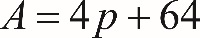 A = 4p + 64